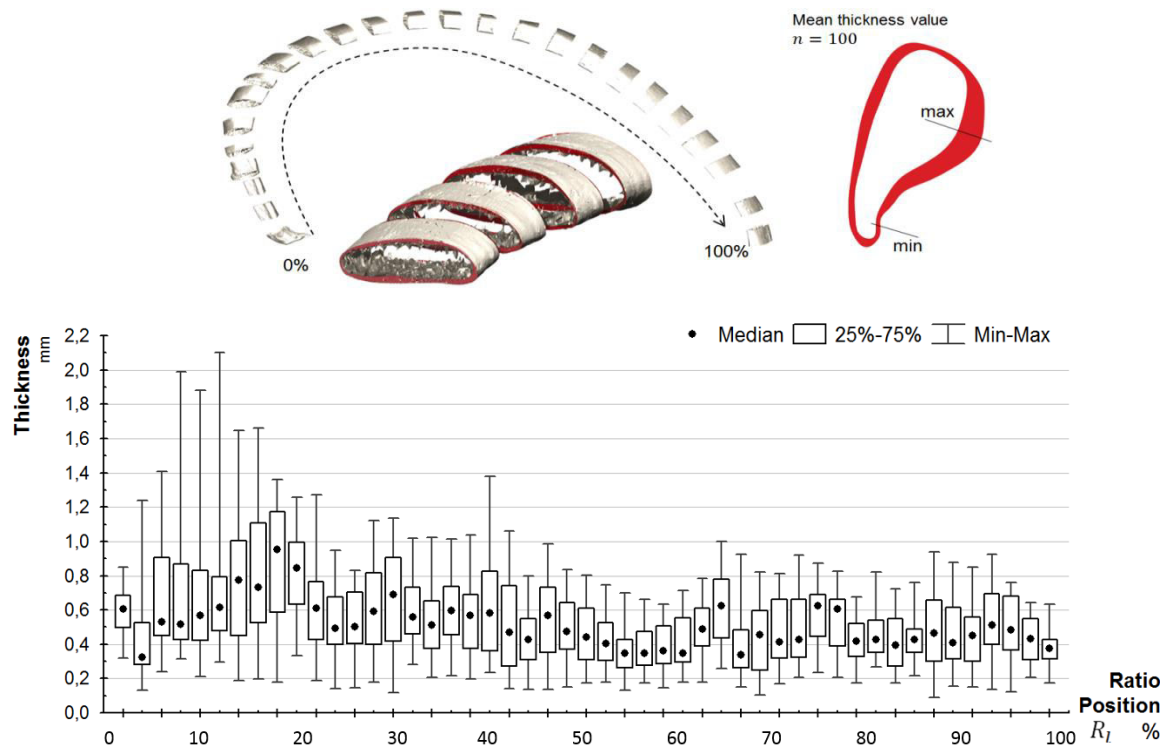 Mean thickness value
n = 100
max
min
0%
100%
Thickness
mm
Median 25%-75% Min-Max
2,2
2,0
1,8
1,6
1,4
1,2
1,0
0,8
0,6
0,4
0,2
0,0
0 10 20 30 40 50 60 70 80 90 100
Ratio
Position
R_l %